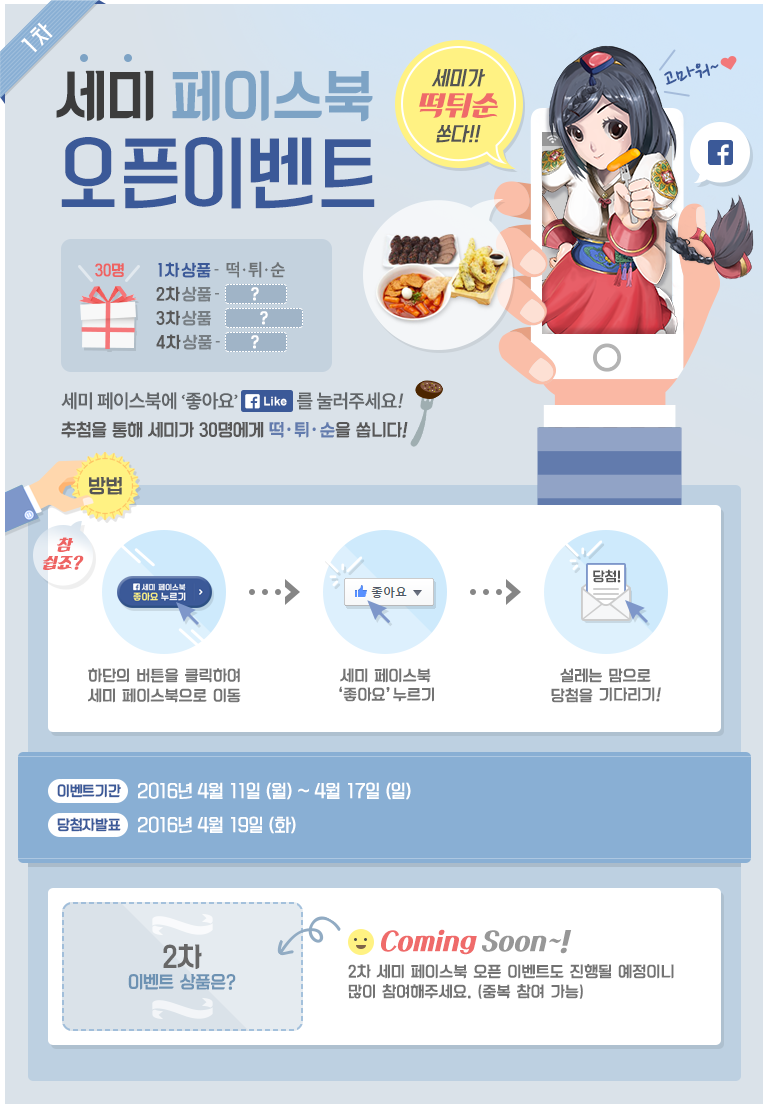 1차
세미 페이스북
오픈이벤트
세미가
떡튀순
쏜다!!
고마워~
30명
1차상품 - 떡·튀·순
2차상품 - ?
3차상품 ?
4차상품 - ?
세미 페이스북에 '좋아요' Like 를 눌러주세요!
추첨을 통해 세미가 30명에게 떡·튀·순을 쏩니다!
방법
참
쉽죠?
세미 페이스북
좋아요 누르기
좋아요
당첨!
하단의 버튼을 클릭하여
세미 페이스북으로 이동
세미 페이스북
'좋아요' 누르기
설레는 맘으로
당첨을 기다리기!
이벤트기간 2016년 4월 11일 (월) ~ 4월 17일 (일)
당첨자발표 2016년 4월 19일 (화)
2차
이벤트 상품은?
Coming Soon~!
2차 세미 페이스북 오픈 이벤트도 진행될 예정이니
많이 참여해주세요. (중복 참여 가능)